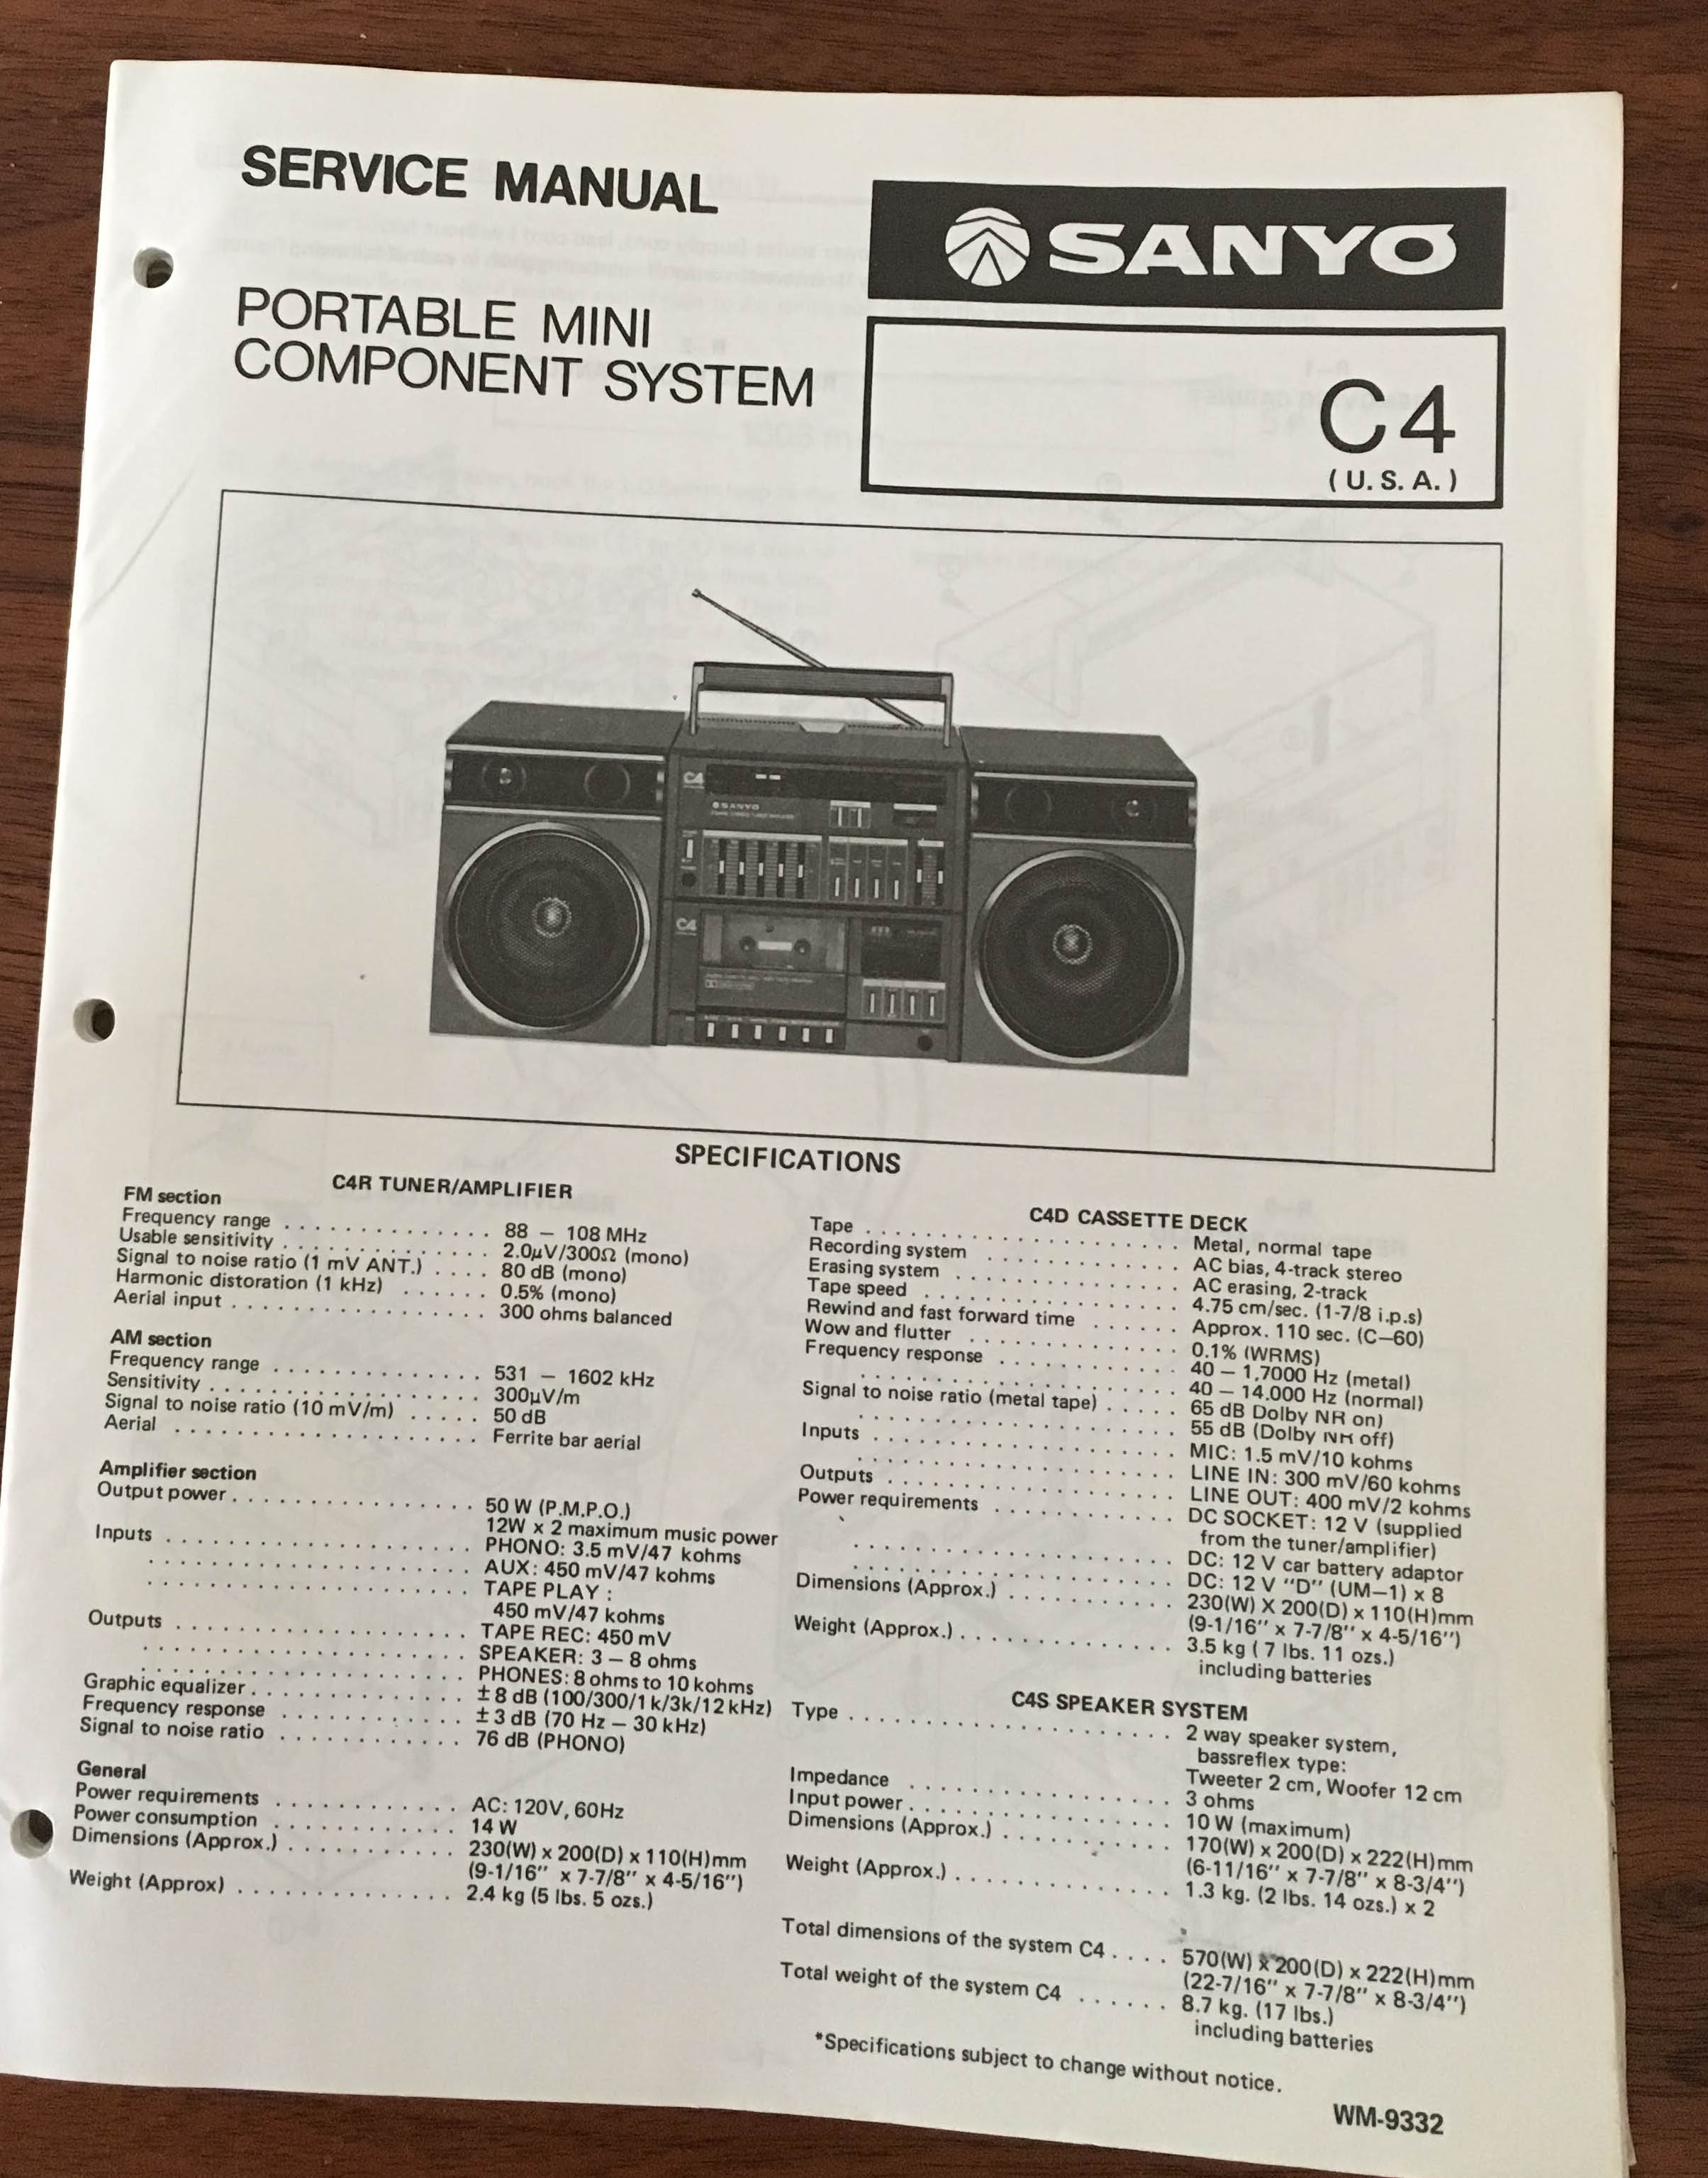 SERVICE MANUAL
SANYO
PORTABLE MINI
COMPONENT SYSTEM
C4
( U. S. A. )
C4
SANYO
C4
SPECIFICATIONS
C4R TUNER/AMPLIFIER
FM section
Frequency range . . . . . . . . . . . . . . 88 – 108 MHz
Usable sensitivity . . . . . . . . . . . . . . 2.0μV/300Ω (mono)
Signal to noise ratio (1 mV ANT.) . . . . 80 dB (mono)
Harmonic distoration (1 kHz) . . . . . . . 0.5% (mono)
Aerial input . . . . . . . . . . . . . . . . . 300 ohms balanced
AM section
Frequency range . . . . . . . . . . . . . . 531 – 1602 kHz
Sensitivity . . . . . . . . . . . . . . . . . . 300μV/m
Signal to noise ratio (10 mV/m) . . . . . 50 dB
Aerial . . . . . . . . . . . . . . . . . . . . Ferrite bar aerial
Amplifier section
Output power . . . . . . . . . . . . . . . . 50 W (P.M.P.O.)
12W x 2 maximum music power
Inputs . . . . . . . . . . . . . . . . . . . . PHONO: 3.5 mV/47 kohms
. . . . . . . . . . . . . . . . . . . . . AUX: 450 mV/47 kohms
. . . . . . . . . . . . . . . . . . . . . TAPE PLAY :
450 mV/47 kohms
Outputs . . . . . . . . . . . . . . . . . . . TAPE REC: 450 mV
. . . . . . . . . . . . . . . . . . . . . SPEAKER: 3 – 8 ohms
. . . . . . . . . . . . . . . . . . . . . PHONES: 8 ohms to 10 kohms
Graphic equalizer . . . . . . . . . . . . . . ±8 dB (100/300/1k/3k/12 kHz)
Frequency response . . . . . . . . . . . . ±3 dB (70 Hz – 30 kHz)
Signal to noise ratio . . . . . . . . . . . . 76 dB (PHONO)
General
Power requirements . . . . . . . . . . . . AC: 120V, 60Hz
Power consumption . . . . . . . . . . . . 14 W
Dimensions (Approx.) . . . . . . . . . . . 230(W) x 200(D) x 110(H)mm
(9-1/16" x 7-7/8" x 4-5/16")
Weight (Approx) . . . . . . . . . . . . . . 2.4 kg (5 lbs. 5 ozs.)
C4D CASSETTE DECK
Tape . . . . . . . . . . . . . . . . . . . . . Metal, normal tape
Recording system . . . . . . . . . . . . . AC bias, 4-track stereo
Erasing system . . . . . . . . . . . . . . . AC erasing, 2-track
Tape speed . . . . . . . . . . . . . . . . . 4.75 cm/sec. (1-7/8 i.p.s)
Rewind and fast forward time . . . . . . Approx. 110 sec. (C–60)
Wow and flutter . . . . . . . . . . . . . . 0.1% (WRMS)
Frequency response . . . . . . . . . . . . 40 – 1,7000 Hz (metal)
. . . . . . . . . . . . . . . . . . . . . 40 – 14.000 Hz (normal)
Signal to noise ratio (metal tape) . . . . . 65 dB Dolby NR on)
. . . . . . . . . . . . . . . . . . . . . 55 dB (Dolby NR off)
Inputs . . . . . . . . . . . . . . . . . . . . MIC: 1.5 mV/10 kohms
. . . . . . . . . . . . . . . . . . . . . LINE IN: 300 mV/60 kohms
Outputs . . . . . . . . . . . . . . . . . . . LINE OUT: 400 mV/2 kohms
Power requirements . . . . . . . . . . . . DC SOCKET: 12 V (supplied
from the tuner/amplifier)
. . . . . . . . . . . . . . . . . . . . . DC: 12 V car battery adaptor
. . . . . . . . . . . . . . . . . . . . . DC: 12 V "D" (UM–1) x 8
Dimensions (Approx.) . . . . . . . . . . . 230(W) X 200(D) x 110(H)mm
(9-1/16" x 7-7/8" x 4-5/16")
Weight (Approx.) . . . . . . . . . . . . . . 3.5 kg ( 7 lbs. 11 ozs.)
including batteries
C4S SPEAKER SYSTEM
Type . . . . . . . . . . . . . . . . . . . . . 2 way speaker system,
bassreflex type:
Tweeter 2 cm, Woofer 12 cm
Impedance . . . . . . . . . . . . . . . . . 3 ohms
Input power . . . . . . . . . . . . . . . . . 10 W (maximum)
Dimensions (Approx.) . . . . . . . . . . . 170(W) x 200(D) x 222(H)mm
(6-11/16" x 7-7/8" x 8-3/4")
Weight (Approx.) . . . . . . . . . . . . . . 1.3 kg. (2 lbs. 14 ozs.) x 2
Total dimensions of the system C4 . . . . 570(W) x 200(D) x 222(H)mm
(22-7/16" x 7-7/8" x 8-3/4")
Total weight of the system C4 . . . . . . 8.7 kg. (17 lbs.)
including batteries
*Specifications subject to change without notice.
WM-9332